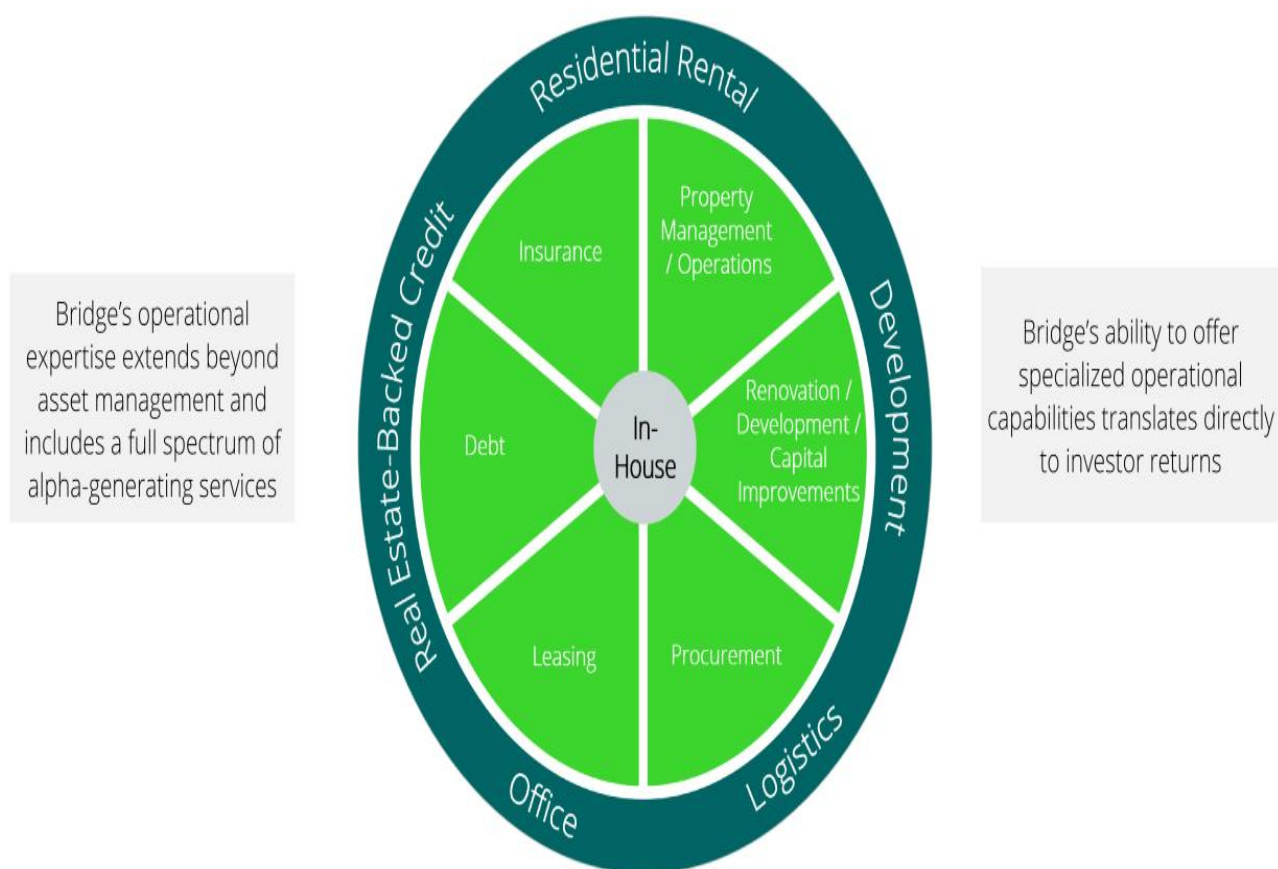 Residential Rental
Development
Logistics
Office
Real Estate-Backed Credit
Property
Management
/ Operations
Renovation /
Development /
Capital
Improvements
Procurement
Leasing
Debt
Insurance
In-
House
Bridge's operational
expertise extends beyond
asset management and
includes a full spectrum of
alpha-generating services
Bridge's ability to offer
specialized operational
capabilities translates directly
to investor returns